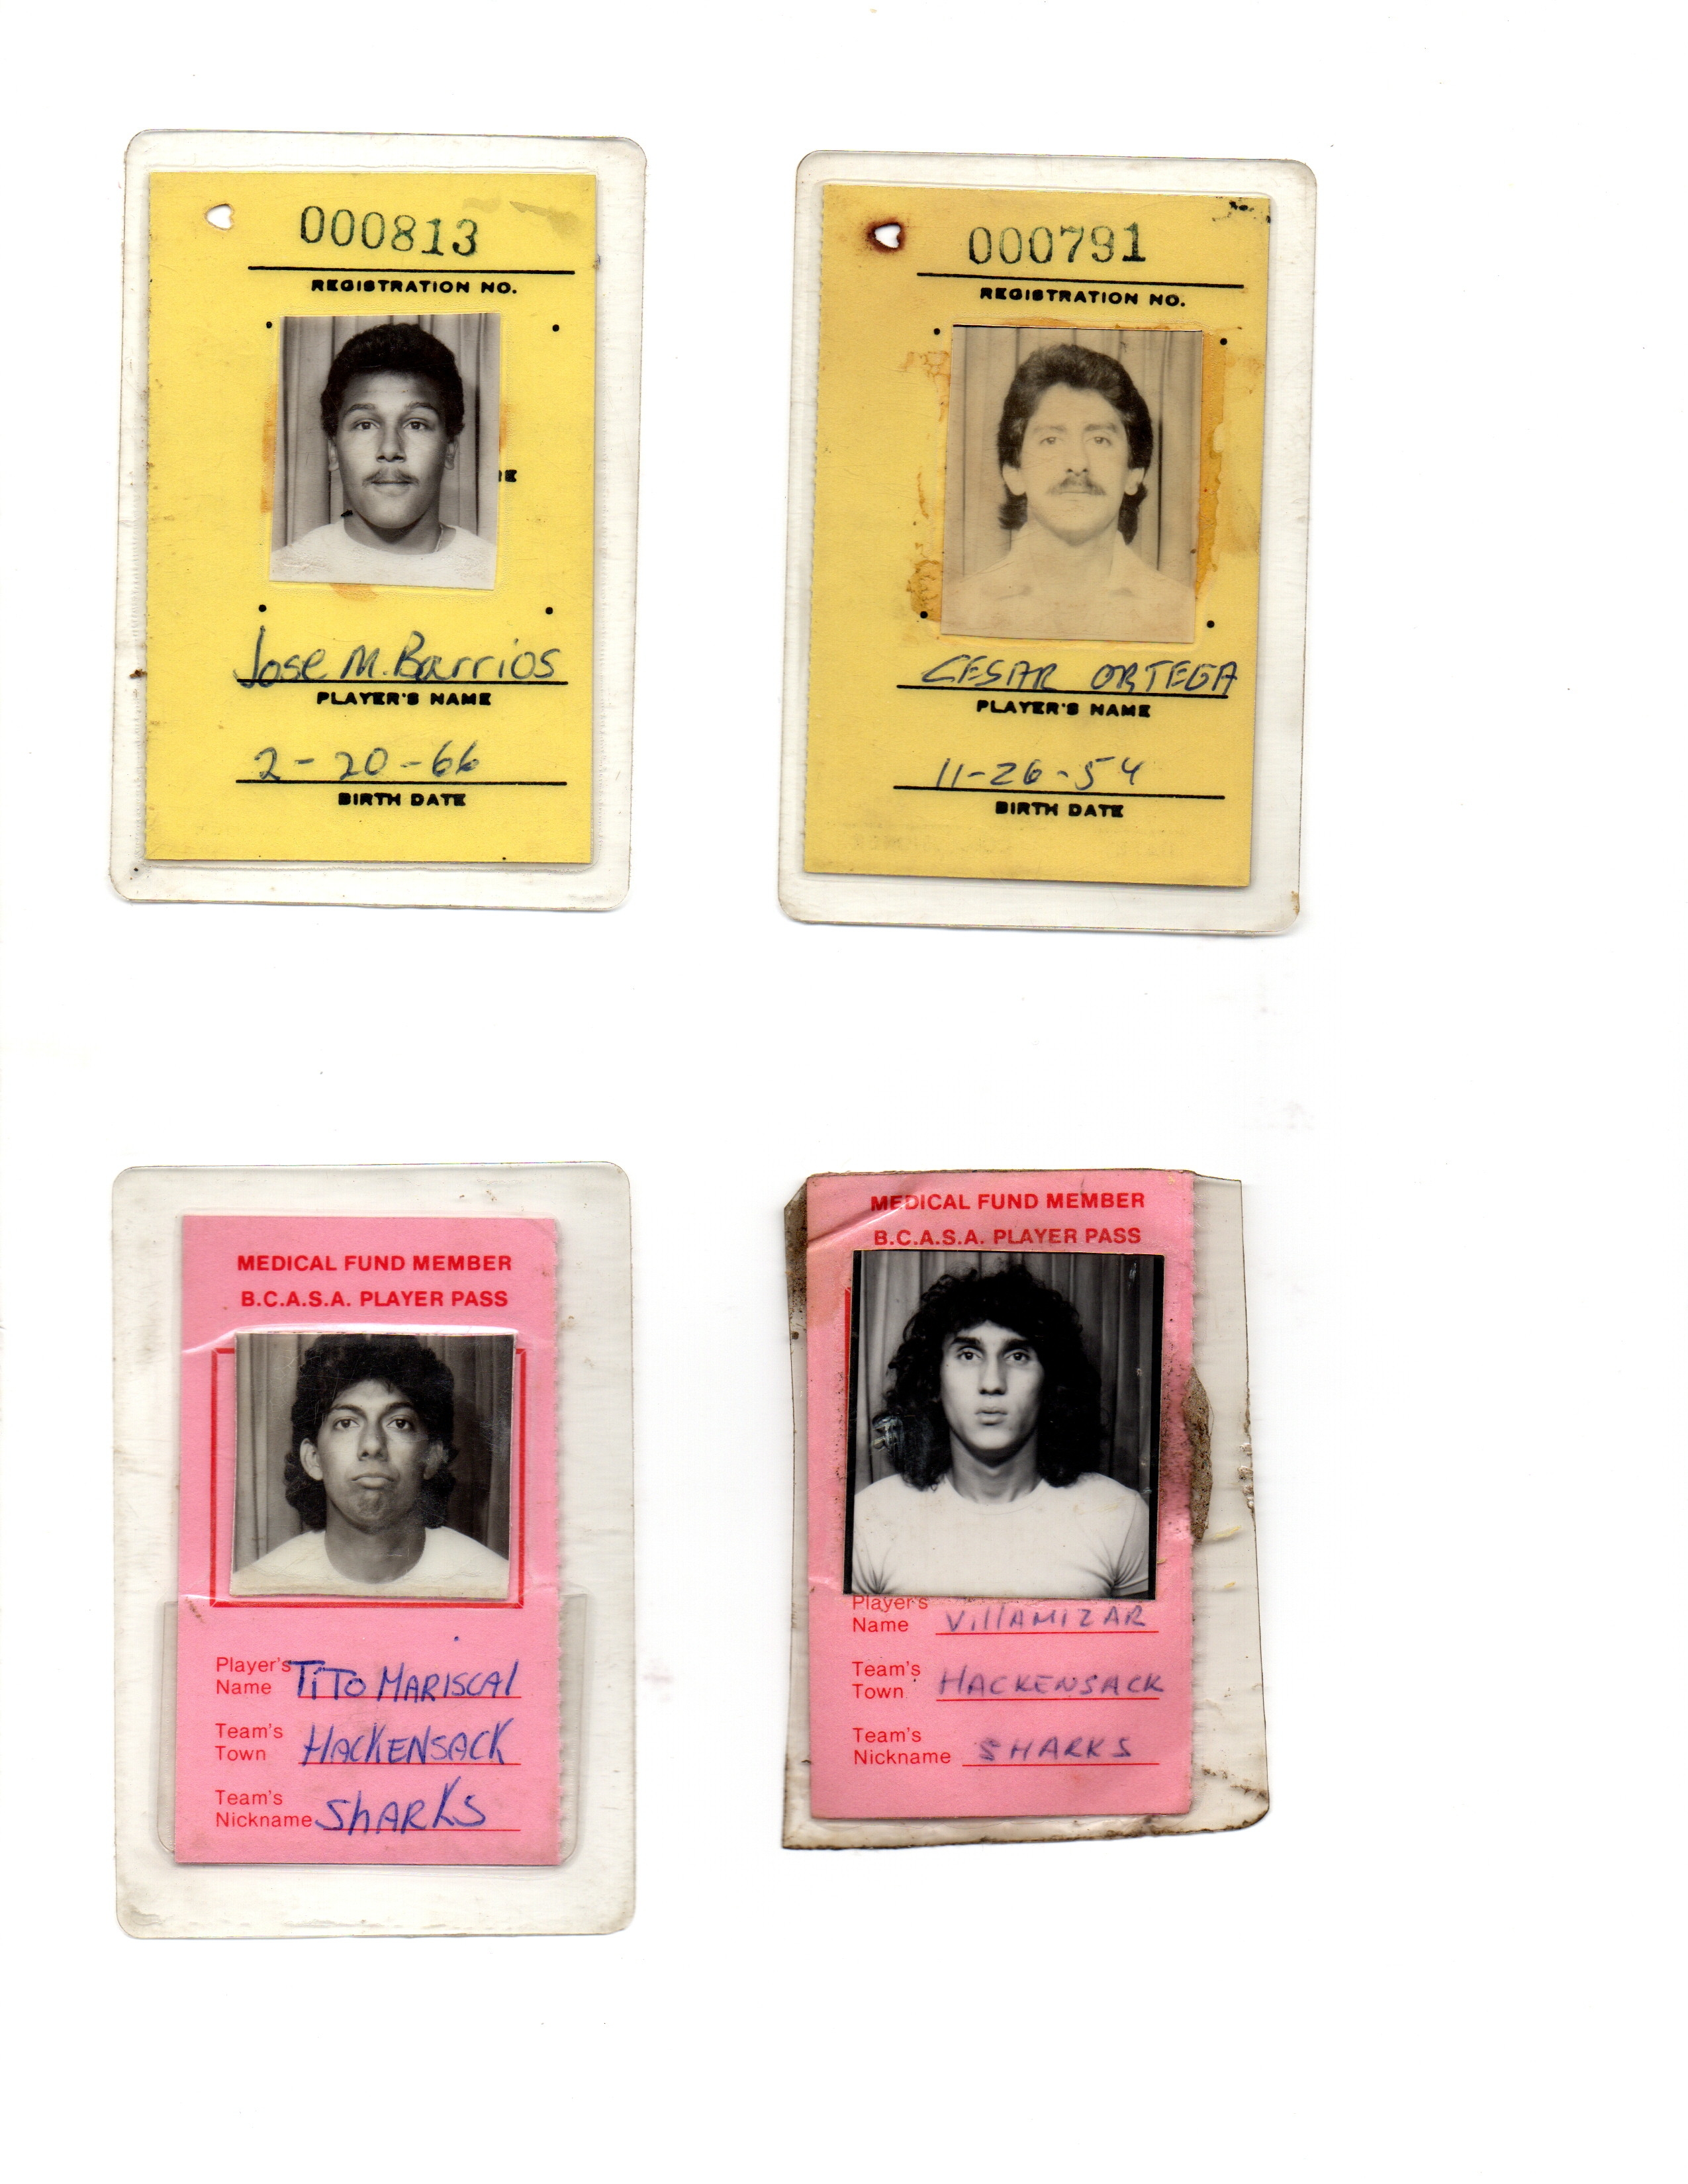 000813
REGISTRATION NO.
RE
Jose M. Barrios
PLAYER'S NAME
2-20-66
BIRTH DATE
000791
REGISTRATION NO.
CESAR ORTEGA
PLAYER'S NAME
11-26-54
BIRTH DATE
MEDICAL FUND MEMBER
B.C.A.S.A. PLAYER PASS
Player's
Name TiTO MARISCAl
Team's
Town HACKENSACK
Team's
Nickname ShARKS
MEDICAL FUND MEMBER
B.C.A.S.A. PLAYER PASS
Player's
Name VillAMIZAR
Team's
Town HACKENSACK
Team's
Nickname SHARKS